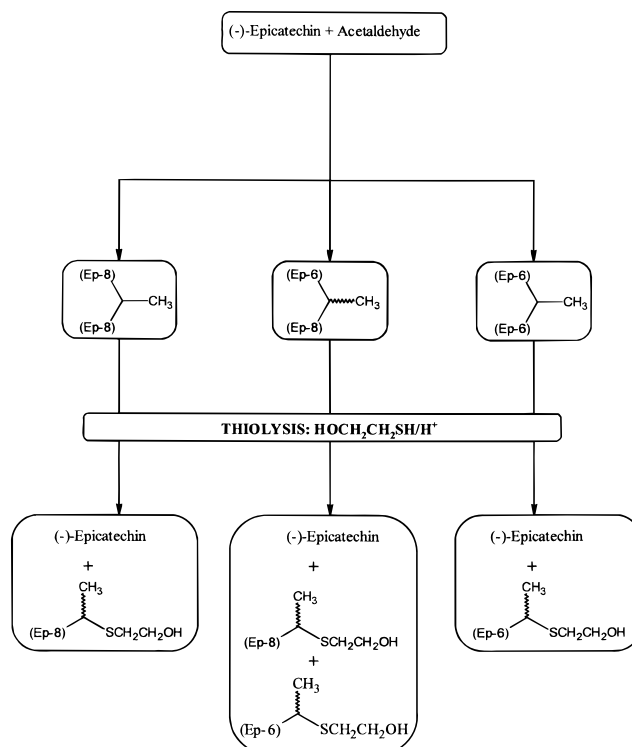 (-)-Epicatechin + Acetaldehyde
(Ep-8)
CH₃
(Ep-8)
(Ep-6)
CH₃
(Ep-8)
(Ep-6)
CH₃
(Ep-6)
THIOLYSIS: HOCH₂CH₂SH/H⁺
(-)-Epicatechin
+
CH₃
(Ep-8) SCH₂CH₂OH
(-)-Epicatechin
+
CH₃
(Ep-8) SCH₂CH₂OH
+
CH₃
(Ep-6) SCH₂CH₂OH
(-)-Epicatechin
+
CH₃
(Ep-6) SCH₂CH₂OH